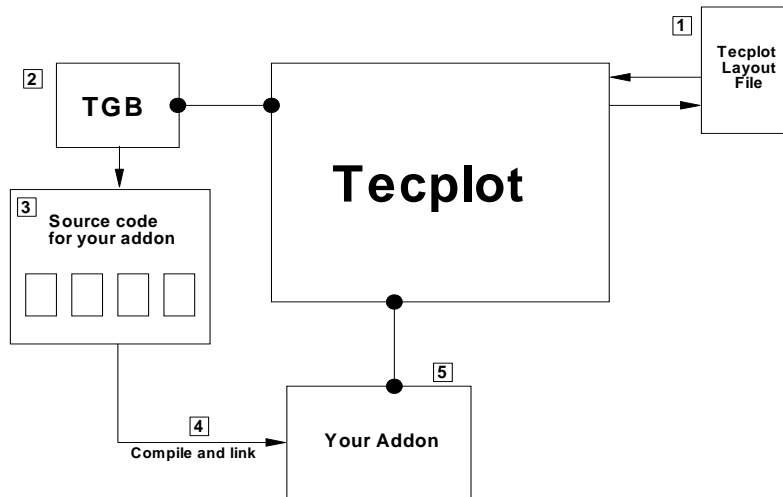 1
Tecplot
Layout
File
2
TGB
Tecplot
3
Source code
for your addon
5
4
Compile and link
Your Addon